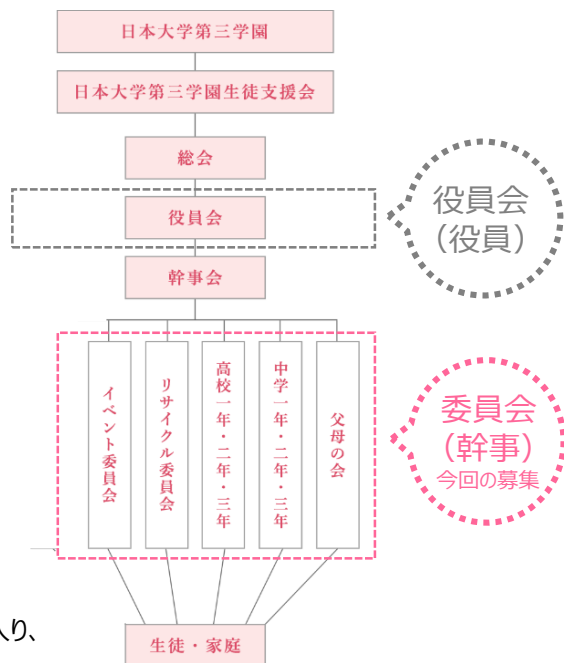 日本大学第三学園
日本大学第三学園生徒支援会
総会
役員会
幹事会
役員会
（役員）
イベント委員会
リサイクル委員会
高校一年・二年・三年
中学一年・二年・三年
父母の会
委員会
（幹事）
今回の募集
入り、
生徒・家庭